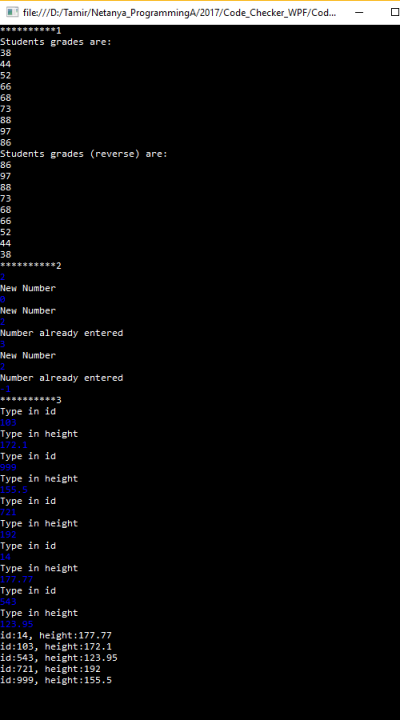 file:///D:/Tamir/Netanya_ProgrammingA/2017/Code_Checker_WPF/Cod...
**********1
Students grades are:
38
44
52
66
68
73
88
97
86
Students grades (reverse) are:
86
97
88
73
68
66
52
44
38
**********2
2
New Number
0
New Number
2
Number already entered
3
New Number
2
Number already entered
-1
**********3
Type in id
103
Type in height
172.1
Type in id
999
Type in height
155.5
Type in id
721
Type in height
192
Type in id
14
Type in height
177.77
Type in id
543
Type in height
123.95
id:14, height:177.77
id:103, height:172.1
id:543, height:123.95
id:721, height:192
id:999, height:155.5